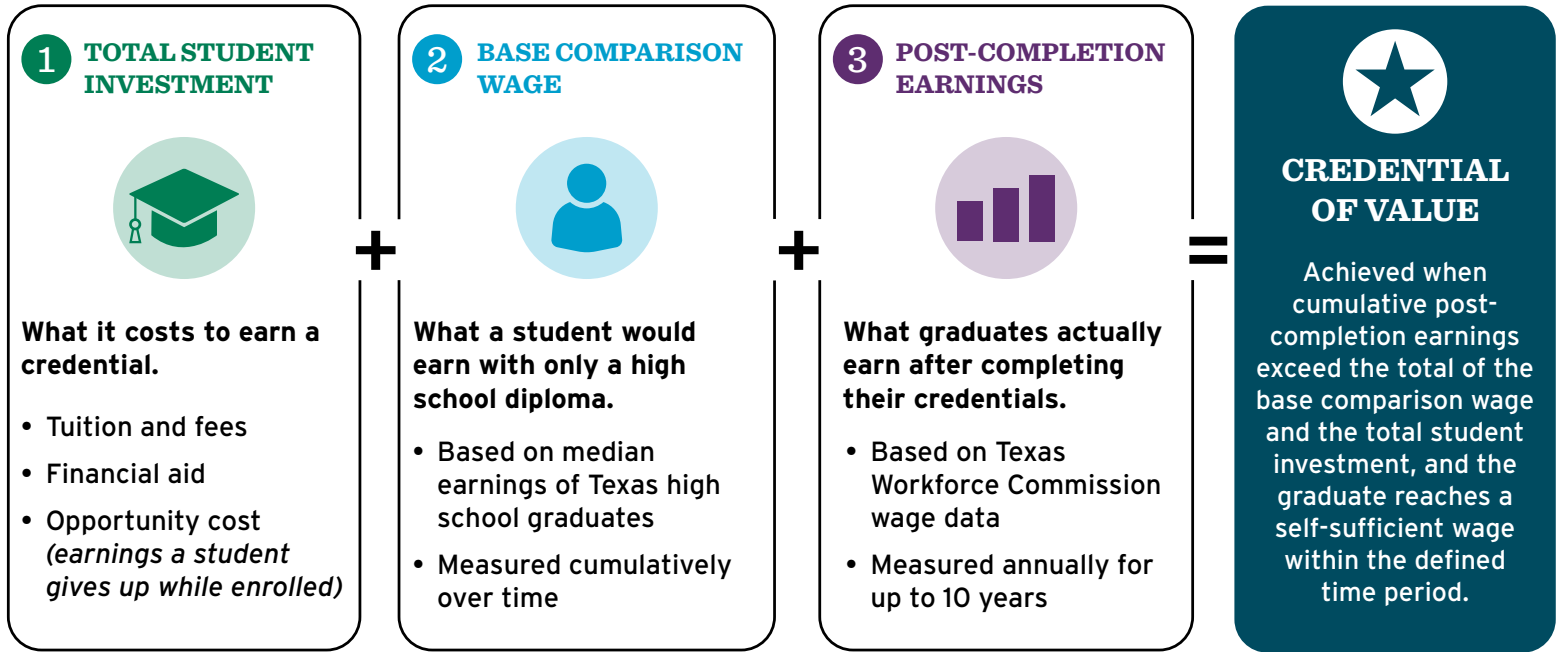 1 TOTAL STUDENT
INVESTMENT
What it costs to earn a
credential.
• Tuition and fees
• Financial aid
• Opportunity cost
(earnings a student
gives up while enrolled)
+
2 BASE COMPARISON
WAGE
What a student would
earn with only a high
school diploma.
• Based on median
earnings of Texas high
school graduates
• Measured cumulatively
over time
+
3 POST-COMPLETION
EARNINGS
What graduates actually
earn after completing
their credentials.
• Based on Texas
Workforce Commission
wage data
• Measured annually for
up to 10 years
=
CREDENTIAL
OF VALUE
Achieved when
cumulative post-
completion earnings
exceed the total of the
base comparison wage
and the total student
investment, and the
graduate reaches a
self-sufficient wage
within the defined
time period.